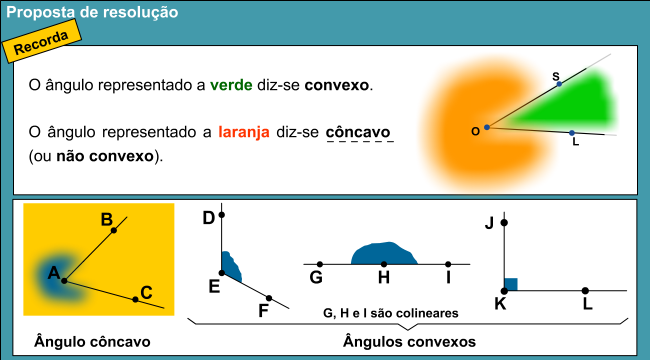 Proposta de resolução
Recorda
O ângulo representado a verde diz-se convexo.
O ângulo representado a laranja diz-se côncavo
(ou não convexo).
S
O
L
B
A
C
Ângulo côncavo
D
E
F
G H I
G, H e I são colineares
J
K L
Ângulos convexos